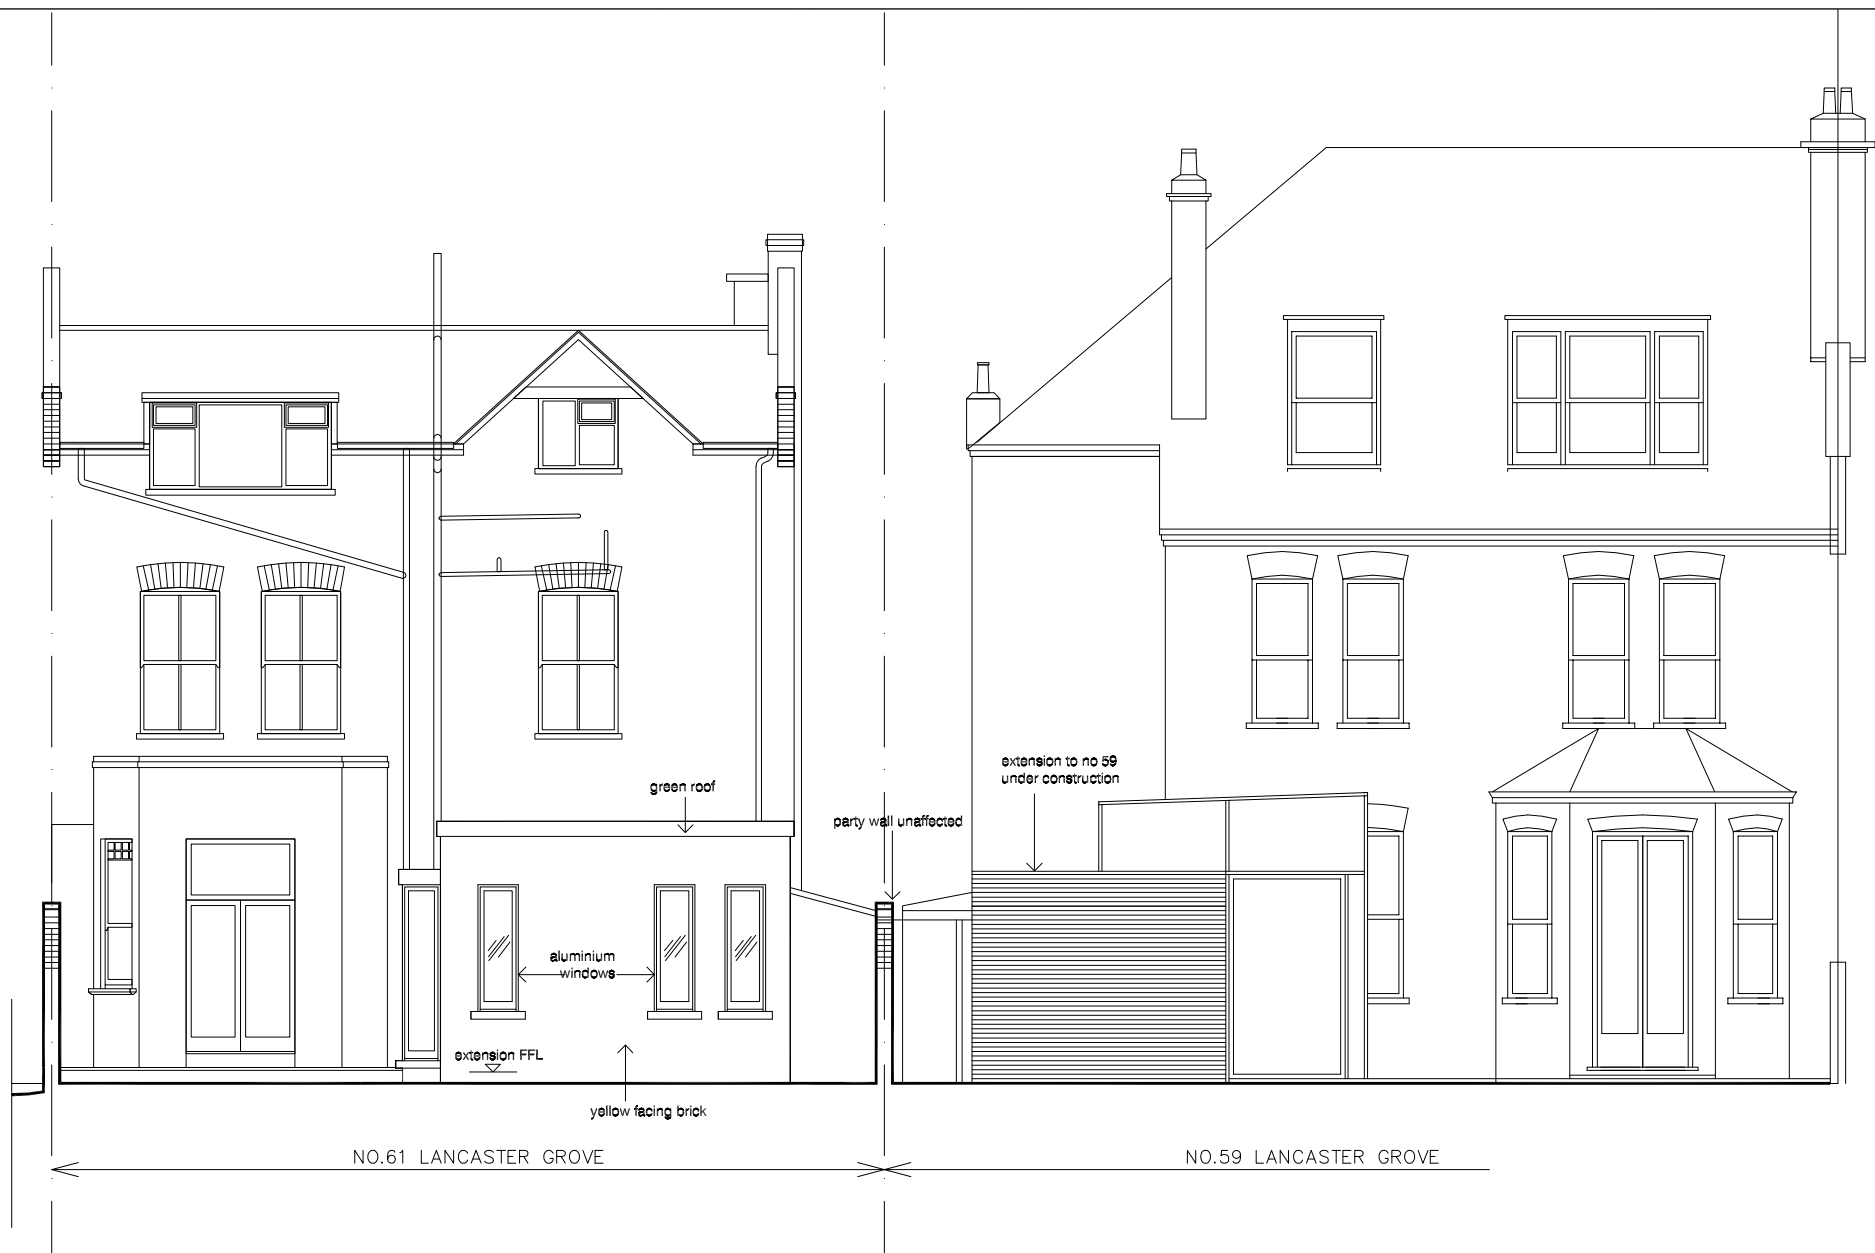 extension to no 59
under construction
green roof
party wall unaffected
aluminium
windows
extension FFL
yellow facing brick
NO.61 LANCASTER GROVE
NO.59 LANCASTER GROVE